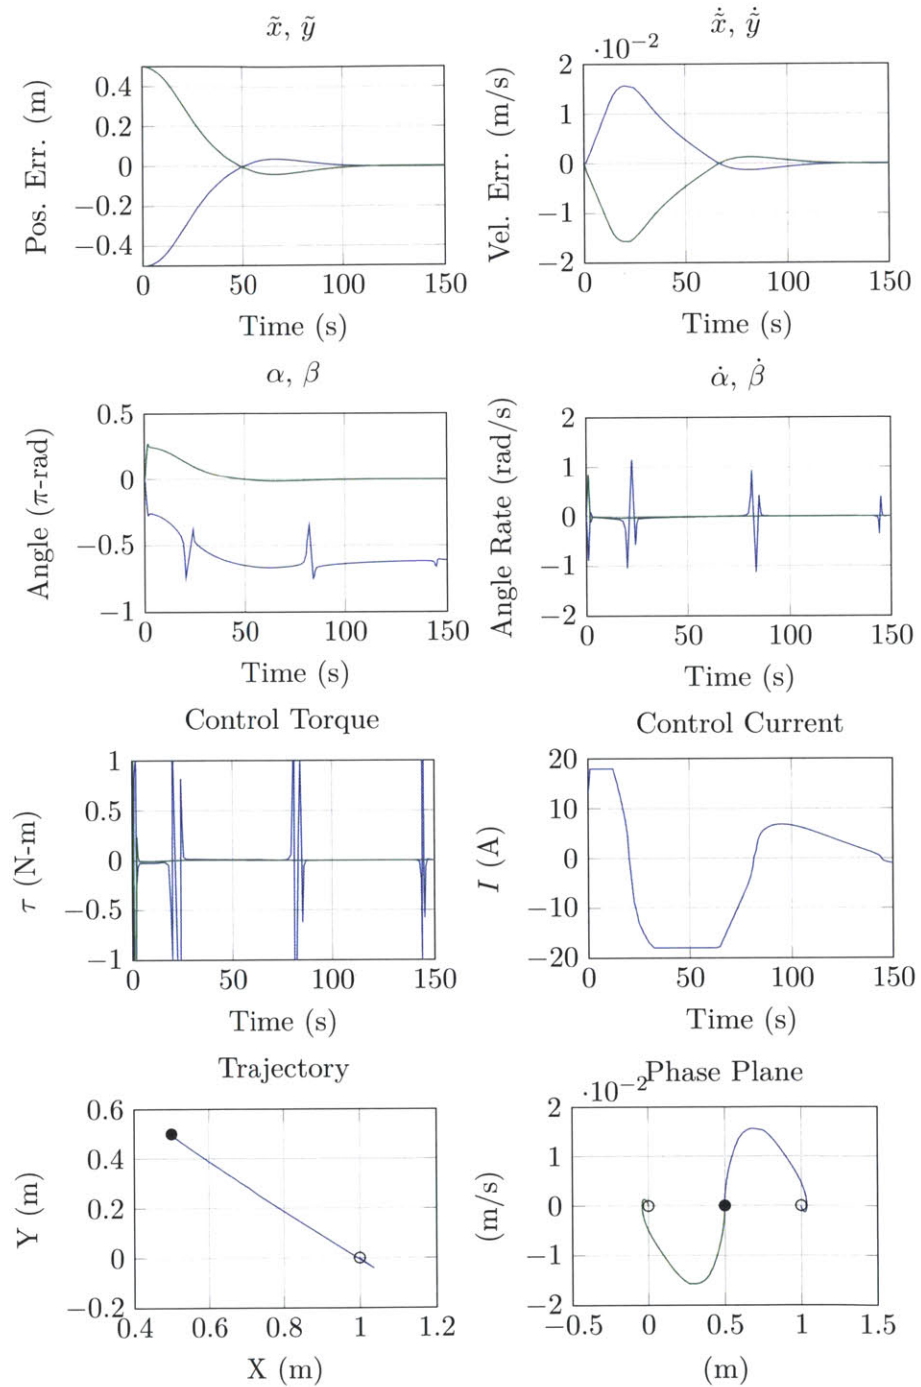 x̃, ỹ
Pos. Err. (m)
0.4
0.2
0
−0.2
−0.4
0 50 100 150
Time (s)
ẋ̃, ẏ̃
·10⁻²
Vel. Err. (m/s)
2
1
0
−1
−2
0 50 100 150
Time (s)
α, β
Angle (π-rad)
0.5
0
−0.5
−1
0 50 100 150
Time (s)
α̇, β̇
Angle Rate (rad/s)
2
1
0
−1
−2
0 50 100 150
Time (s)
Control Torque
τ (N-m)
1
0.5
0
−0.5
−1
0 50 100 150
Time (s)
Control Current
I (A)
20
10
0
−10
−20
0 50 100 150
Time (s)
Trajectory
Y (m)
0.6
0.4
0.2
0
−0.2
0.4 0.6 0.8 1 1.2
X (m)
Phase Plane
·10⁻²
(m/s)
2
1
0
−1
−2
−0.5 0 0.5 1 1.5
(m)